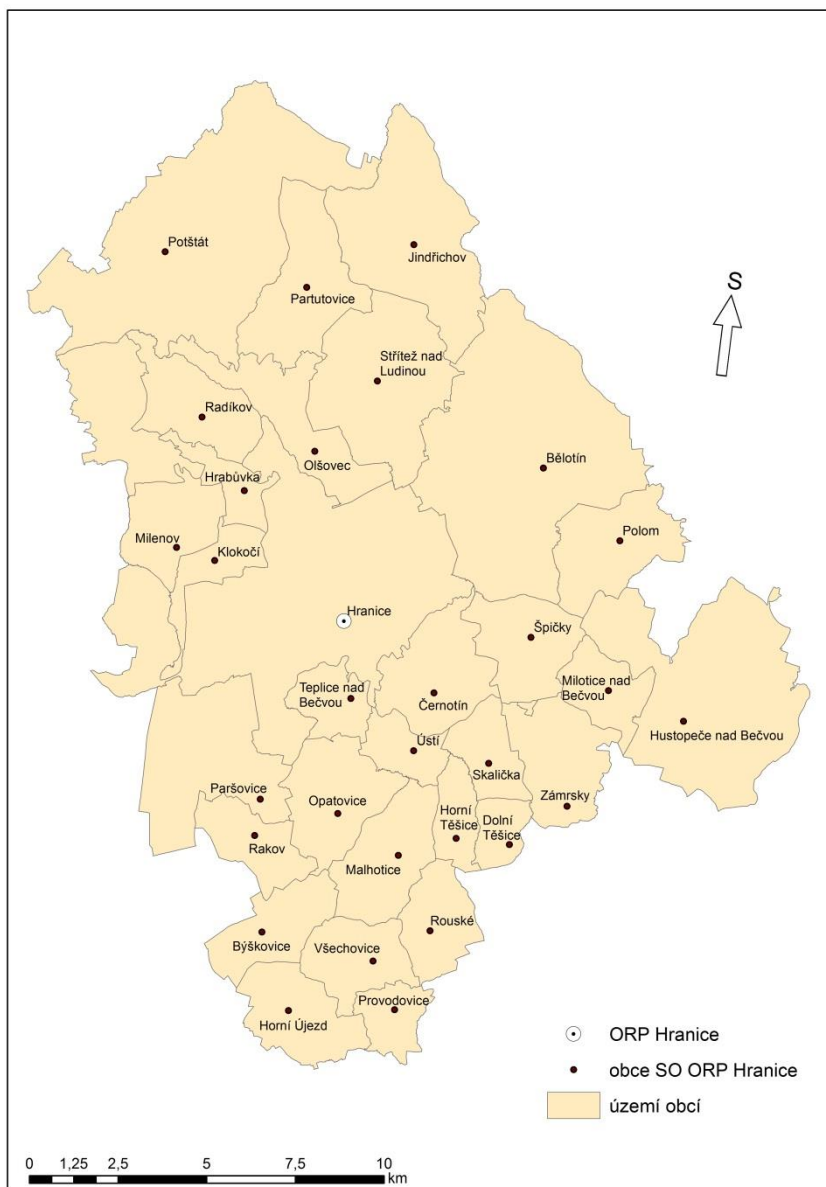 Potštát
Jindřichov
Partutovice
S
Střítež nad
Ludinou
Radíkov
Olšovec
Bělotín
Hrabůvka
Polom
Milenov
Klokočí
Hranice
Špičky
Teplice nad
Bečvou
Černotín
Milotice nad
Bečvou
Hustopeče nad Bečvou
Ústí
Skalička
Paršovice
Opatovice
Horní
Těšice
Dolní
Těšice
Zámrsky
Rakov
Malhotice
Rouské
Býškovice
Všechovice
Provodovice
Horní Újezd
ORP Hranice
obce SO ORP Hranice
území obcí
0 1,25 2,5 5 7,5 10
km